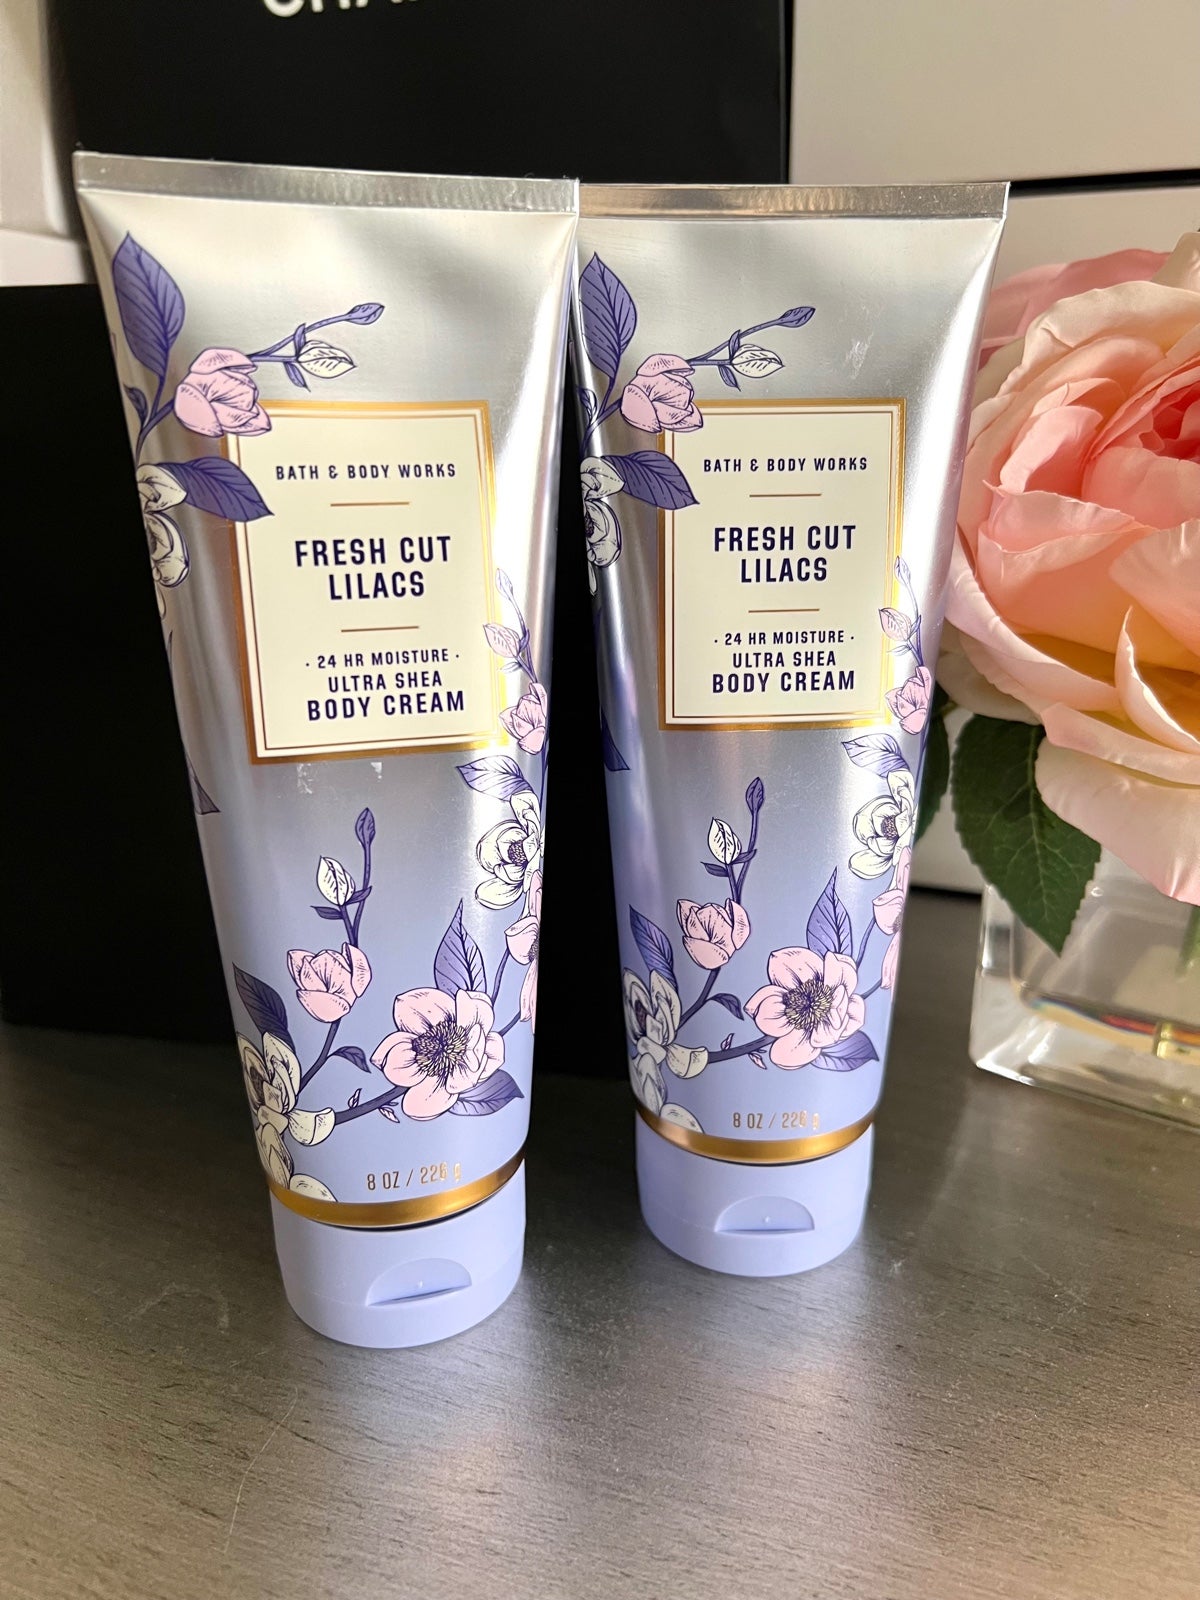 BATH & BODY WORKS
FRESH CUT
LILACS
· 24 HR MOISTURE ·
ULTRA SHEA
BODY CREAM
8 OZ / 226 g
BATH & BODY WORKS
FRESH CUT
LILACS
· 24 HR MOISTURE ·
ULTRA SHEA
BODY CREAM
8 OZ / 226 g